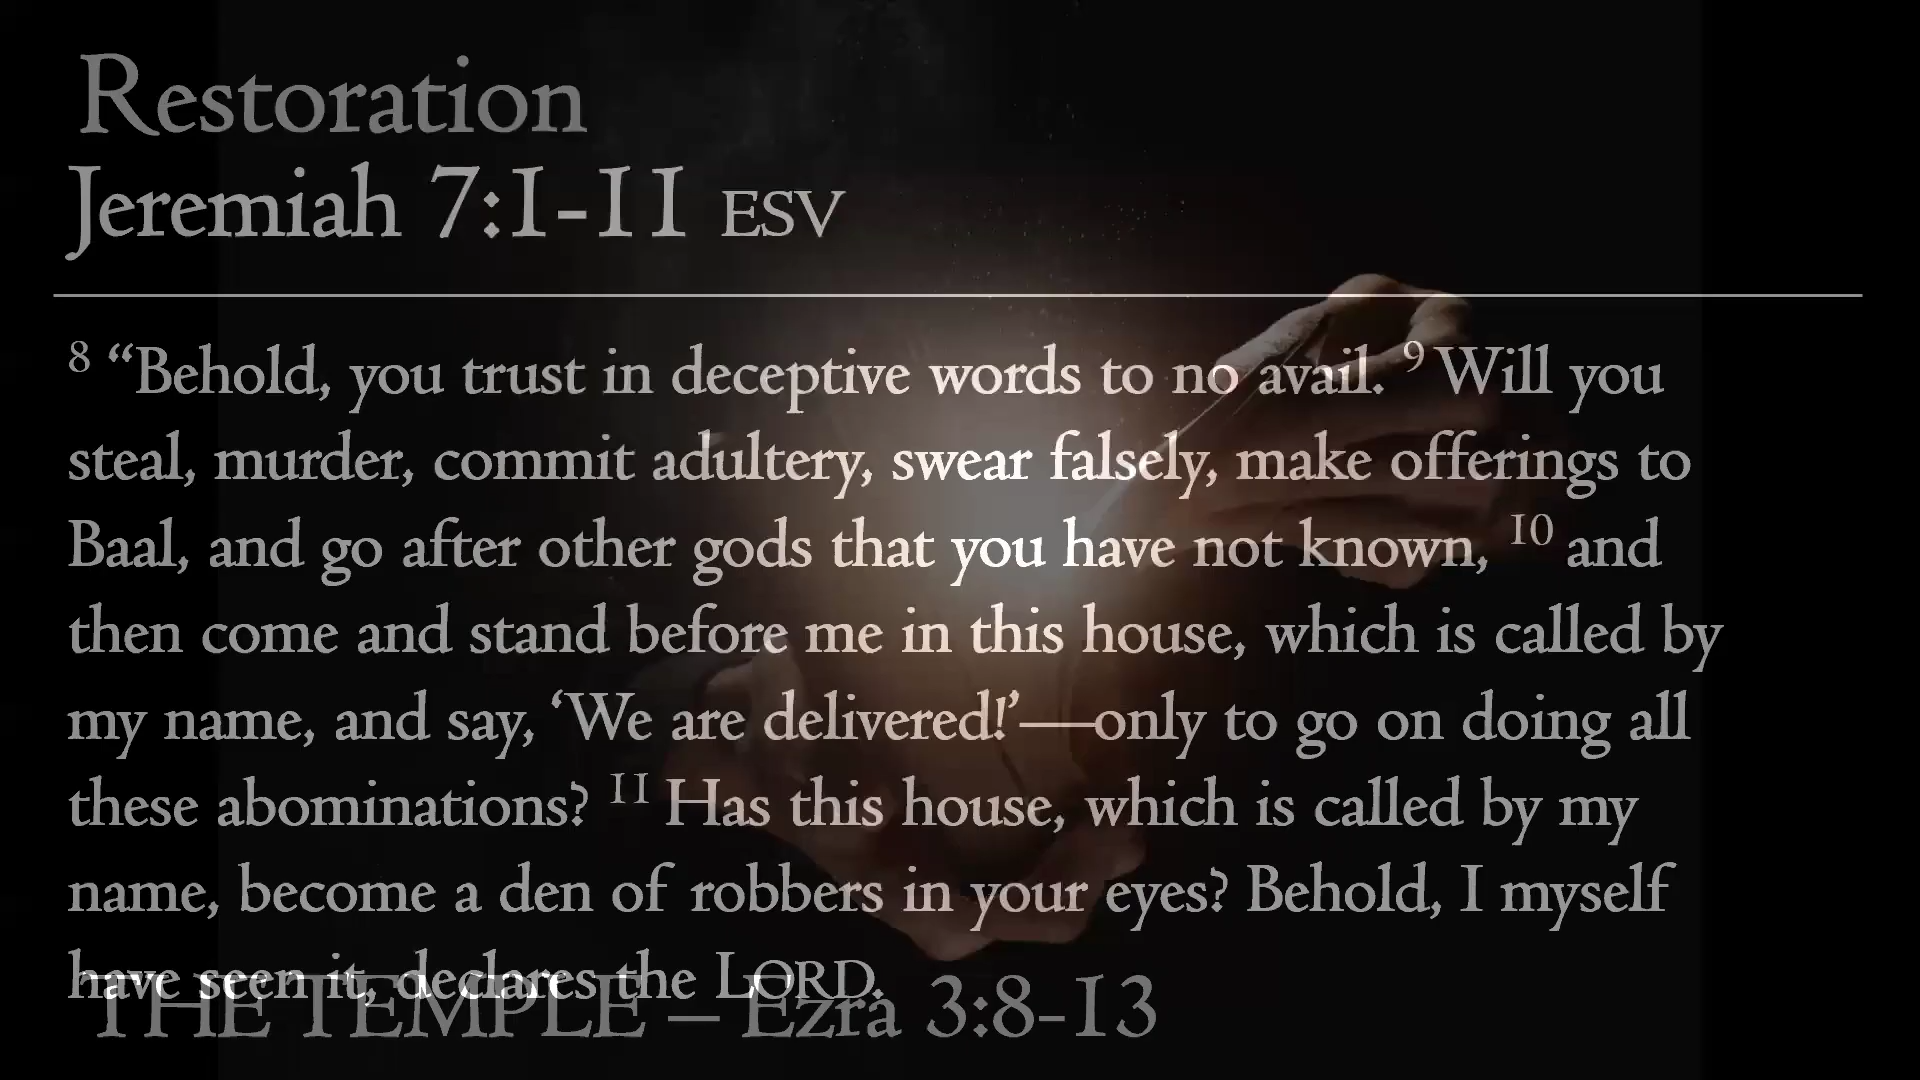 Restoration
Jeremiah 7:1-11 ESV
8 “Behold, you trust in deceptive words to no avail. 9 Will you
steal, murder, commit adultery, swear falsely, make offerings to
Baal, and go after other gods that you have not known, 10 and
then come and stand before me in this house, which is called by
my name, and say, ‘We are delivered!’—only to go on doing all
these abominations? 11 Has this house, which is called by my
name, become a den of robbers in your eyes? Behold, I myself
have seen it, declares the LORD.
THE TEMPLE – Ezra 3:8-13